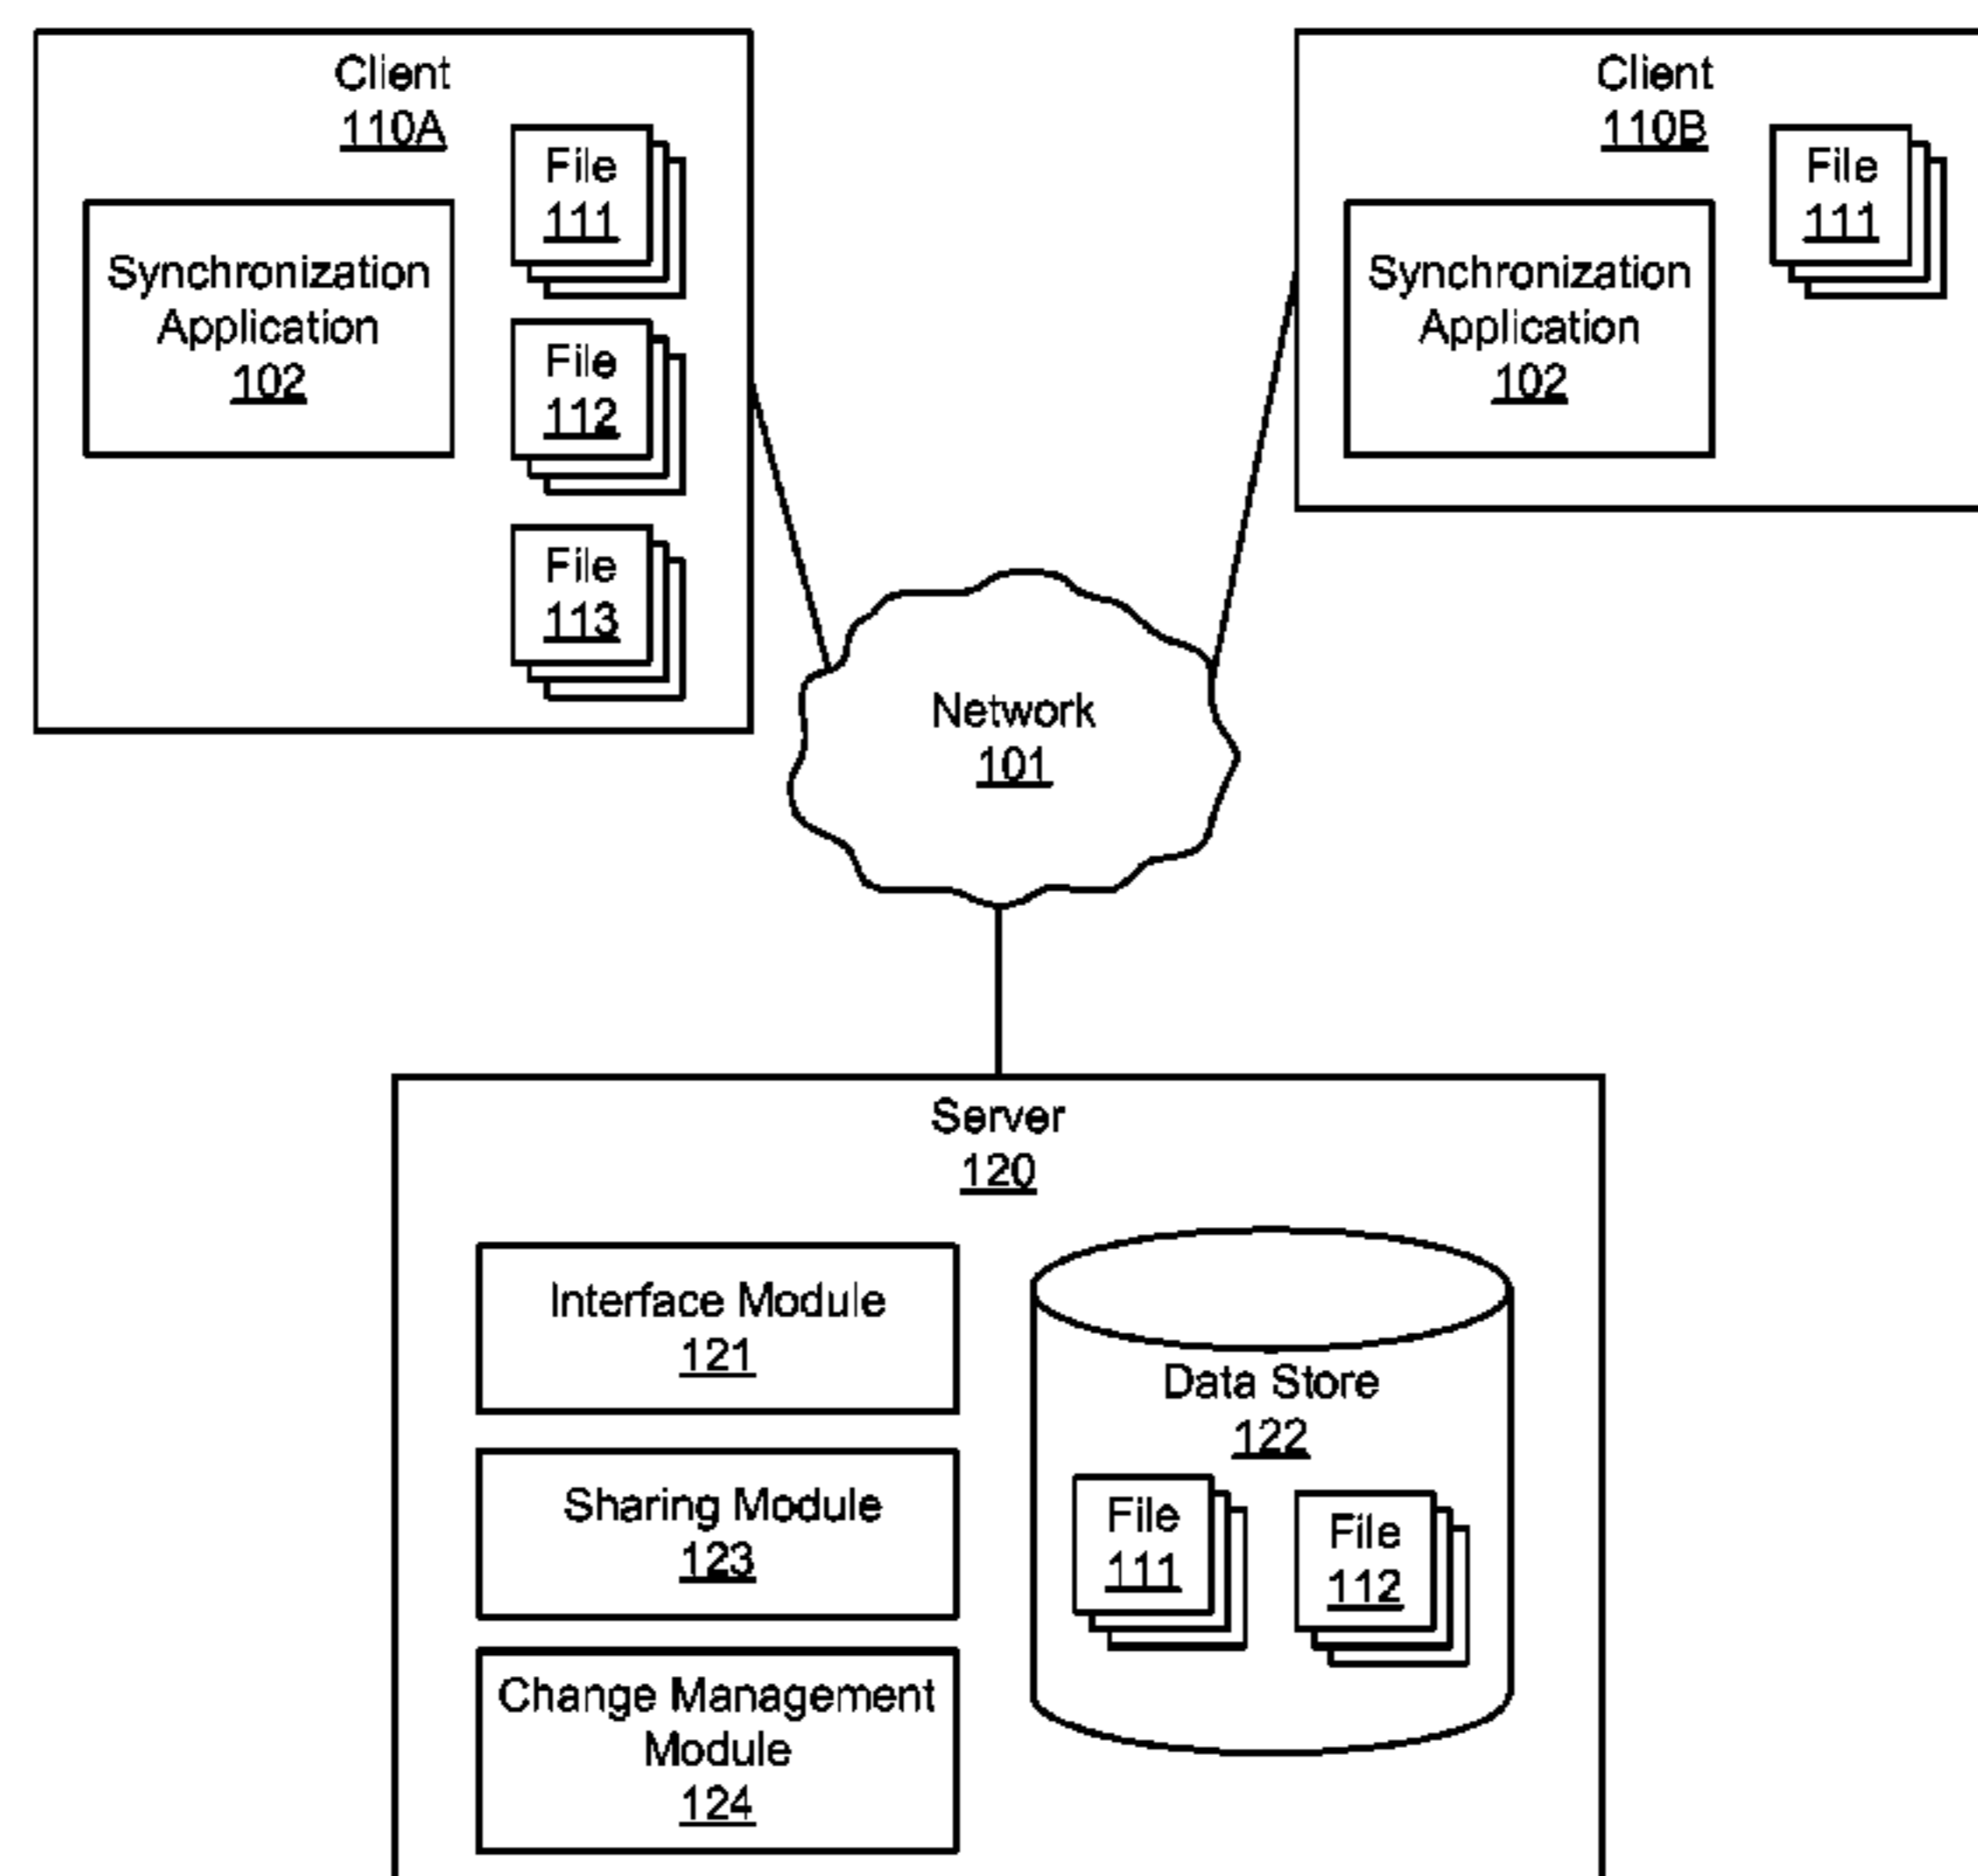 Client
110A
File
111
Synchronization
Application
102
File
112
File
113
Client
110B
File
111
Synchronization
Application
102
Network
101
Server
120
Interface Module
121
Sharing Module
123
Change Management
Module
124
Data Store
122
File
111
File
112